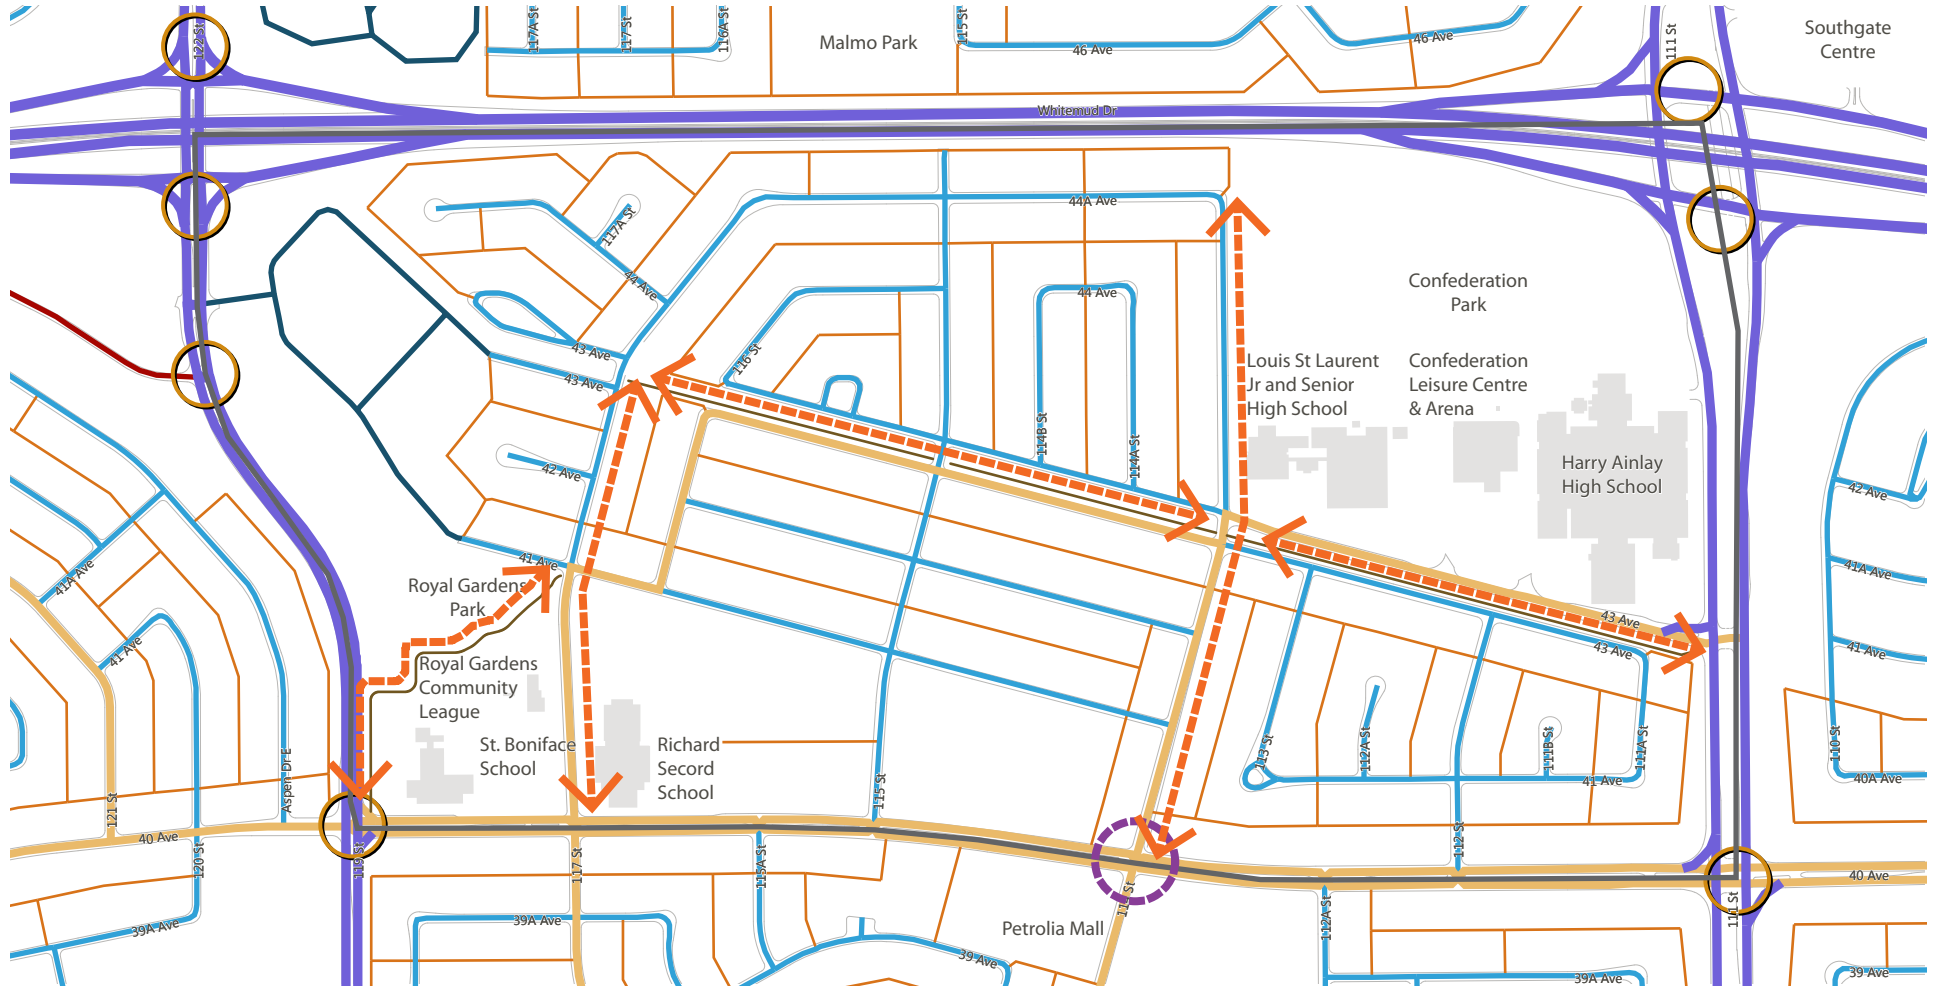 122 St
117A St
117 St
116A St
Malmo Park
115 St
46 Ave
46 Ave
111 St
Southgate
Centre
Whitemud Dr
117A St
44 Ave
44A Ave
43 Ave
43 Ave
116 St
44 Ave
114B St
114A St
Confederation
Park
Louis St Laurent
Jr and Senior
High School
Confederation
Leisure Centre
& Arena
Harry Ainlay
High School
42 Ave
42 Ave
41 Ave
41A Ave
41A Ave
Royal Gardens
Park
43 Ave
43 Ave
41 Ave
41 Ave
Royal Gardens
Community
League
St. Boniface
School
Richard
Secord
School
113 St
112A St
111B St
111A St
110 St
41 Ave
40A Ave
Aspen Dr E
121 St
115 St
40 Ave
120 St
119 St
117 St
115A St
112 St
40 Ave
39A Ave
39A Ave
Petrolia Mall
St
112A St
111 St
39 Ave
39A Ave
39 Ave